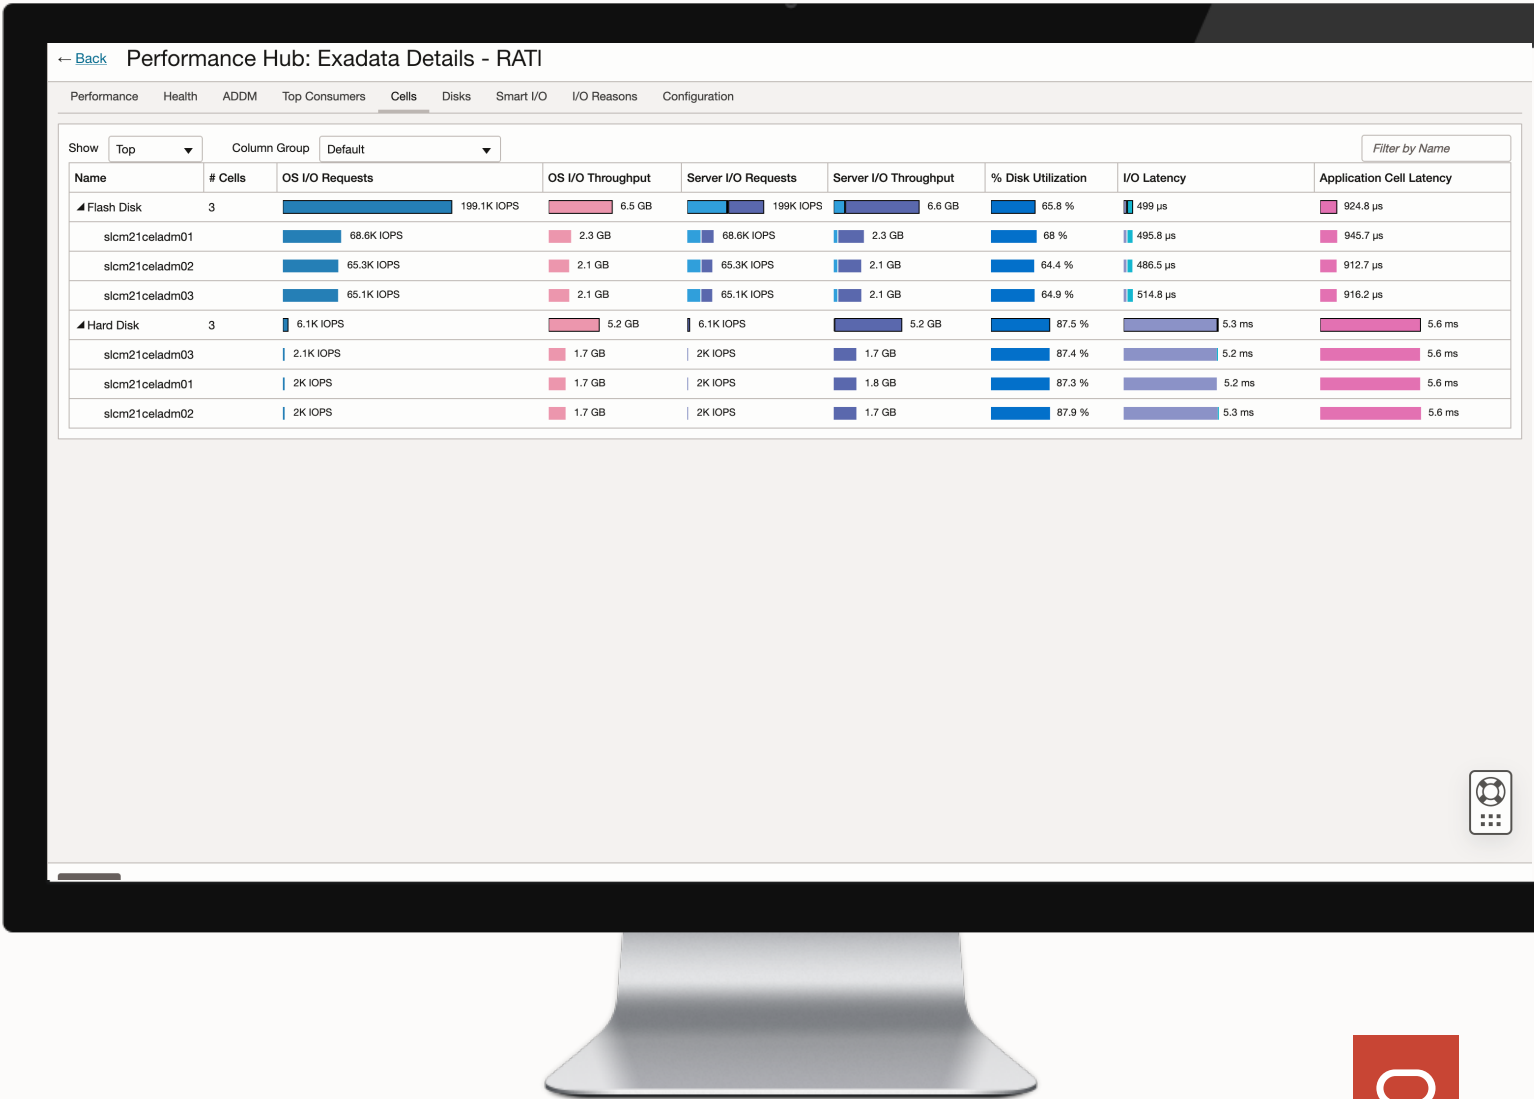 ← Back Performance Hub: Exadata Details - RATI
Performance Health ADDM Top Consumers Cells Disks Smart I/O I/O Reasons Configuration
Show Top Column Group Default Filter by Name
Name # Cells OS I/O Requests OS I/O Throughput Server I/O Requests Server I/O Throughput % Disk Utilization I/O Latency Application Cell Latency
Flash Disk 3 199.1K IOPS 6.5 GB 199K IOPS 6.6 GB 65.8 % 499 µs 924.8 µs
slcm21celadm01 68.6K IOPS 2.3 GB 68.6K IOPS 2.3 GB 68 % 495.8 µs 945.7 µs
slcm21celadm02 65.3K IOPS 2.1 GB 65.3K IOPS 2.1 GB 64.4 % 486.5 µs 912.7 µs
slcm21celadm03 65.1K IOPS 2.1 GB 65.1K IOPS 2.1 GB 64.9 % 514.8 µs 916.2 µs
Hard Disk 3 6.1K IOPS 5.2 GB 6.1K IOPS 5.2 GB 87.5 % 5.3 ms 5.6 ms
slcm21celadm03 2.1K IOPS 1.7 GB 2K IOPS 1.7 GB 87.4 % 5.2 ms 5.6 ms
slcm21celadm01 2K IOPS 1.7 GB 2K IOPS 1.8 GB 87.3 % 5.2 ms 5.6 ms
slcm21celadm02 2K IOPS 1.7 GB 2K IOPS 1.7 GB 87.9 % 5.3 ms 5.6 ms